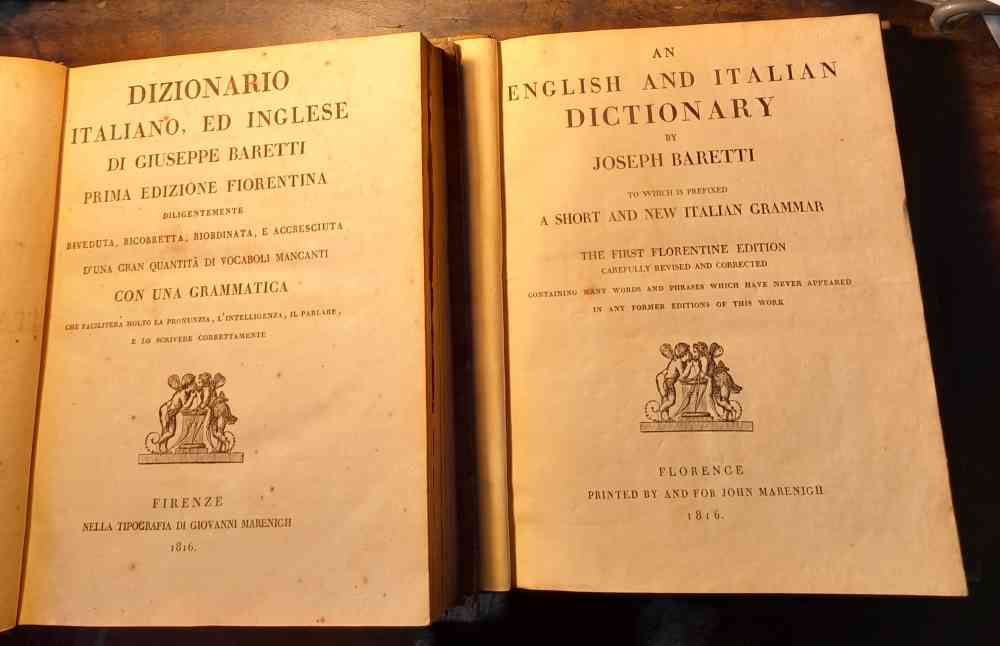 DIZIONARIO
ITALIANO, ED INGLESE
DI GIUSEPPE BARETTI
PRIMA EDIZIONE FIORENTINA
DILIGENTEMENTE
RIVEDUTA, RICORRETTA, RIORDINATA, E ACCRESCIUTA
D'UNA GRAN QUANTITÀ DI VOCABOLI MANCANTI
CON UNA GRAMMATICA
CHE FACILITERÀ MOLTO LA PRONUNZIA, L'INTELLIGENZA, IL PARLARE,
E LO SCRIVERE CORRETTAMENTE
FIRENZE
NELLA TIPOGRAFIA DI GIOVANNI MARENIGH
1816.
AN
ENGLISH AND ITALIAN
DICTIONARY
BY
JOSEPH BARETTI
TO WHICH IS PREFIXED
A SHORT AND NEW ITALIAN GRAMMAR
THE FIRST FLORENTINE EDITION
CAREFULLY REVISED AND CORRECTED
CONTAINING MANY WORDS AND PHRASES WHICH HAVE NEVER APPEARED
IN ANY FORMER EDITIONS OF THIS WORK
FLORENCE
PRINTED BY AND FOR JOHN MARENIGH
1816.